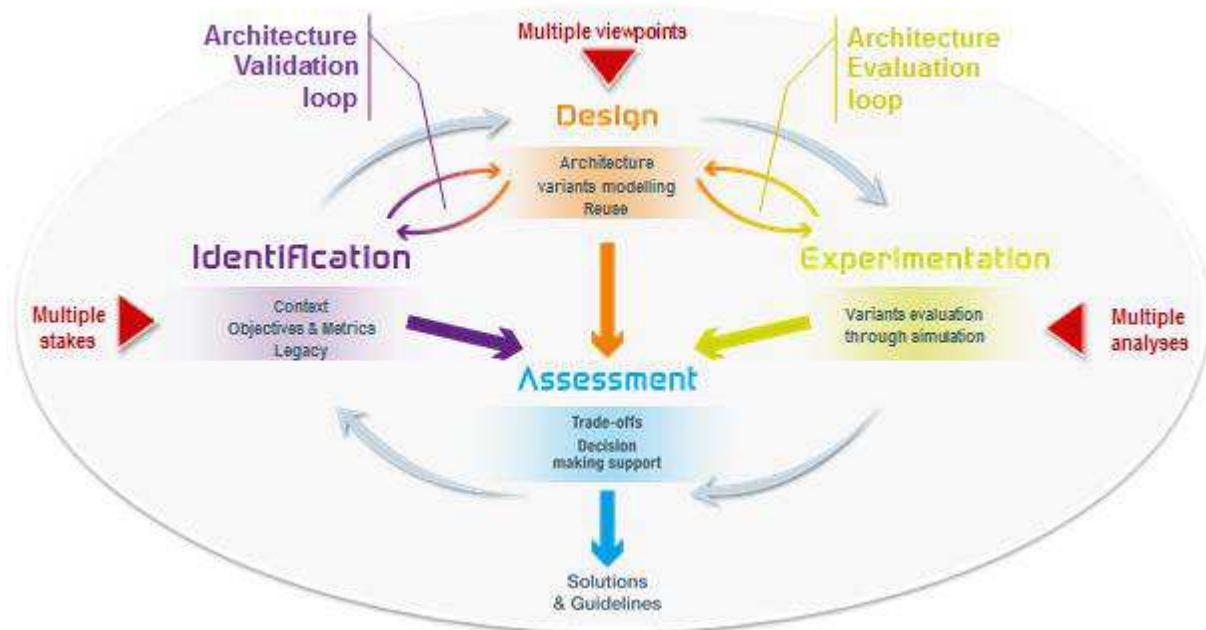 Architecture
Validation
loop
Multiple viewpoints
Architecture
Evaluation
loop
Design
Architecture
variants modelling
Reuse
Identification
Context
Objectives & Metrics
Legacy
Experimentation
Variants evaluation
through simulation
Multiple
stakes
Multiple
analyses
Assessment
Trade-offs
Decision
making support
Solutions
& Guidelines